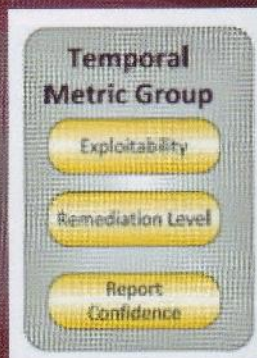 Temporal
Metric Group
Exploitability
Remediation Level
Report
Confidence